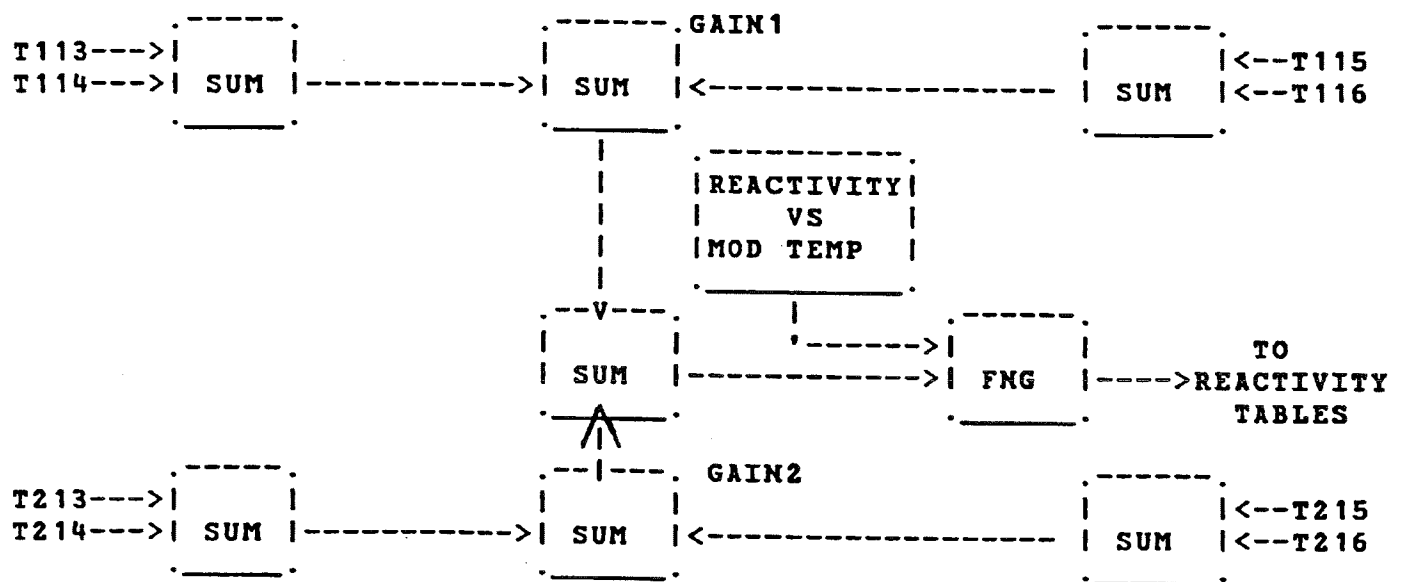 GAIN1
T113--->
T114---> SUM
SUM
<--T115
SUM <--T116
REACTIVITY
VS
MOD TEMP
SUM
FNG
TO
REACTIVITY
TABLES
GAIN2
T213--->
T214---> SUM
SUM
<--T215
SUM <--T216